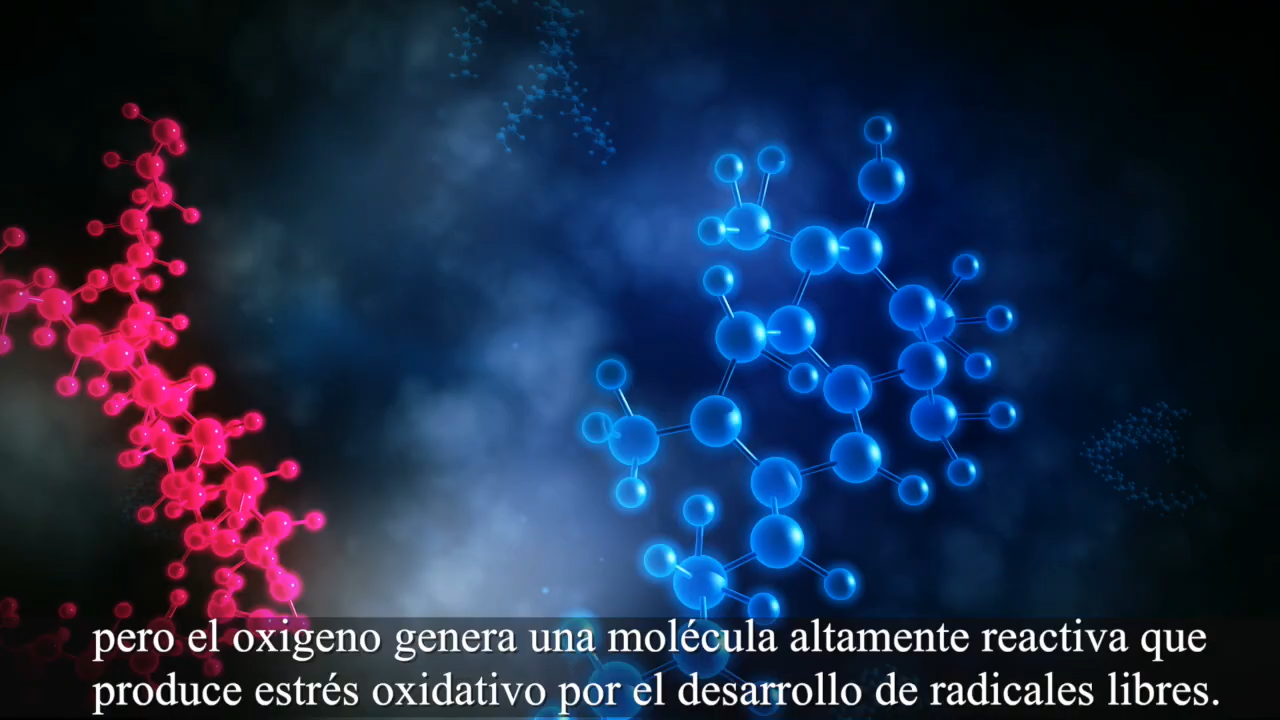 pero el oxigeno genera una molécula altamente reactiva que
produce estrés oxidativo por el desarrollo de radicales libres.